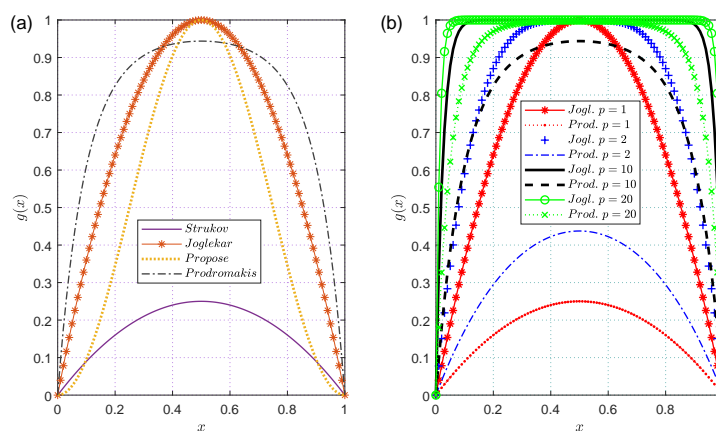 (a)
1
0.9
0.8
0.7
0.6
0.5
0.4
0.3
0.2
0.1
0
g(x)
0
0.2
0.4
0.6
0.8
1
x
Strukov
Joglekar
Propose
Prodromakis
(b)
1
0.9
0.8
0.7
0.6
0.5
0.4
0.3
0.2
0.1
0
g(x)
0
0.2
0.4
0.6
0.8
x
Jogl. p = 1
Prod. p = 1
Jogl. p = 2
Prod. p = 2
Jogl. p = 10
Prod. p = 10
Jogl. p = 20
Prod. p = 20